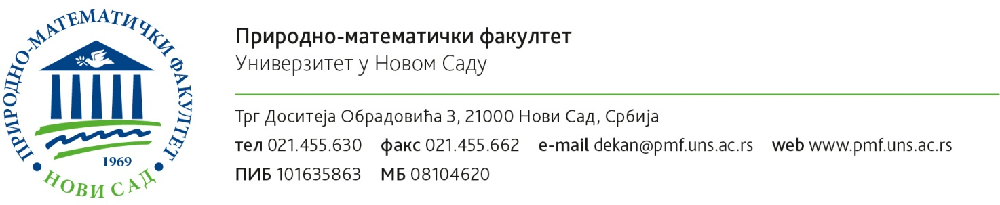 ПРИРОДНО-МАТЕМАТИЧКИ ФАКУЛТЕТ
1969
НОВИ САД
Природно-математички факултет
Универзитет у Новом Саду
Трг Доситеја Обрадовића 3, 21000 Нови Сад, Србија
тел 021.455.630 факс 021.455.662 e-mail dekan@pmf.uns.ac.rs web www.pmf.uns.ac.rs
ПИБ 101635863 МБ 08104620